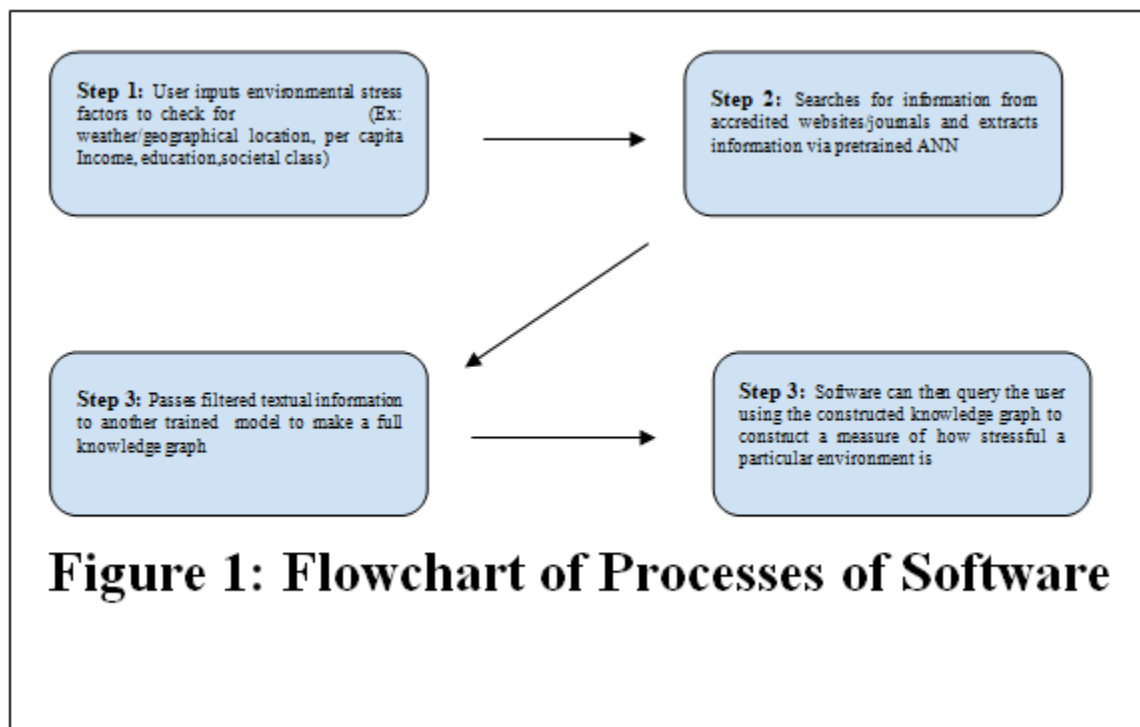 Step 1: User inputs environmental stress
factors to check for (Ex:
weather/geographical location, per capita
Income, education,societal class)
Step 2: Searches for information from
accredited websites/journals and extracts
information via pretrained ANN
Step 3: Passes filtered textual information
to another trained model to make a full
knowledge graph
Step 3: Software can then query the user
using the constructed knowledge graph to
construct a measure of how stressful a
particular environment is
Figure 1: Flowchart of Processes of Software